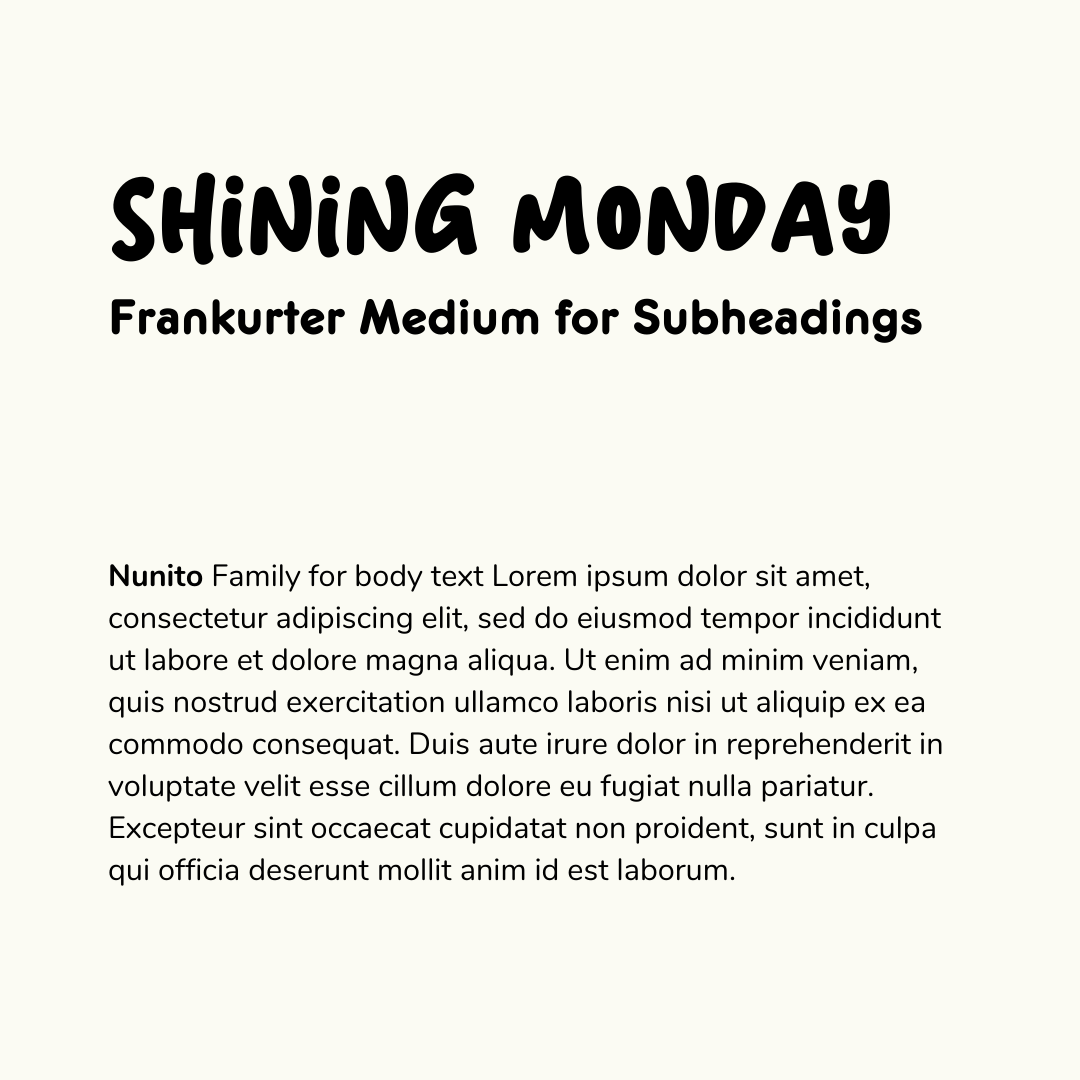 SHiNiNG MONDAY
Frankurter Medium for Subheadings
Nunito Family for body text Lorem ipsum dolor sit amet,
consectetur adipiscing elit, sed do eiusmod tempor incididunt
ut labore et dolore magna aliqua. Ut enim ad minim veniam,
quis nostrud exercitation ullamco laboris nisi ut aliquip ex ea
commodo consequat. Duis aute irure dolor in reprehenderit in
voluptate velit esse cillum dolore eu fugiat nulla pariatur.
Excepteur sint occaecat cupidatat non proident, sunt in culpa
qui officia deserunt mollit anim id est laborum.